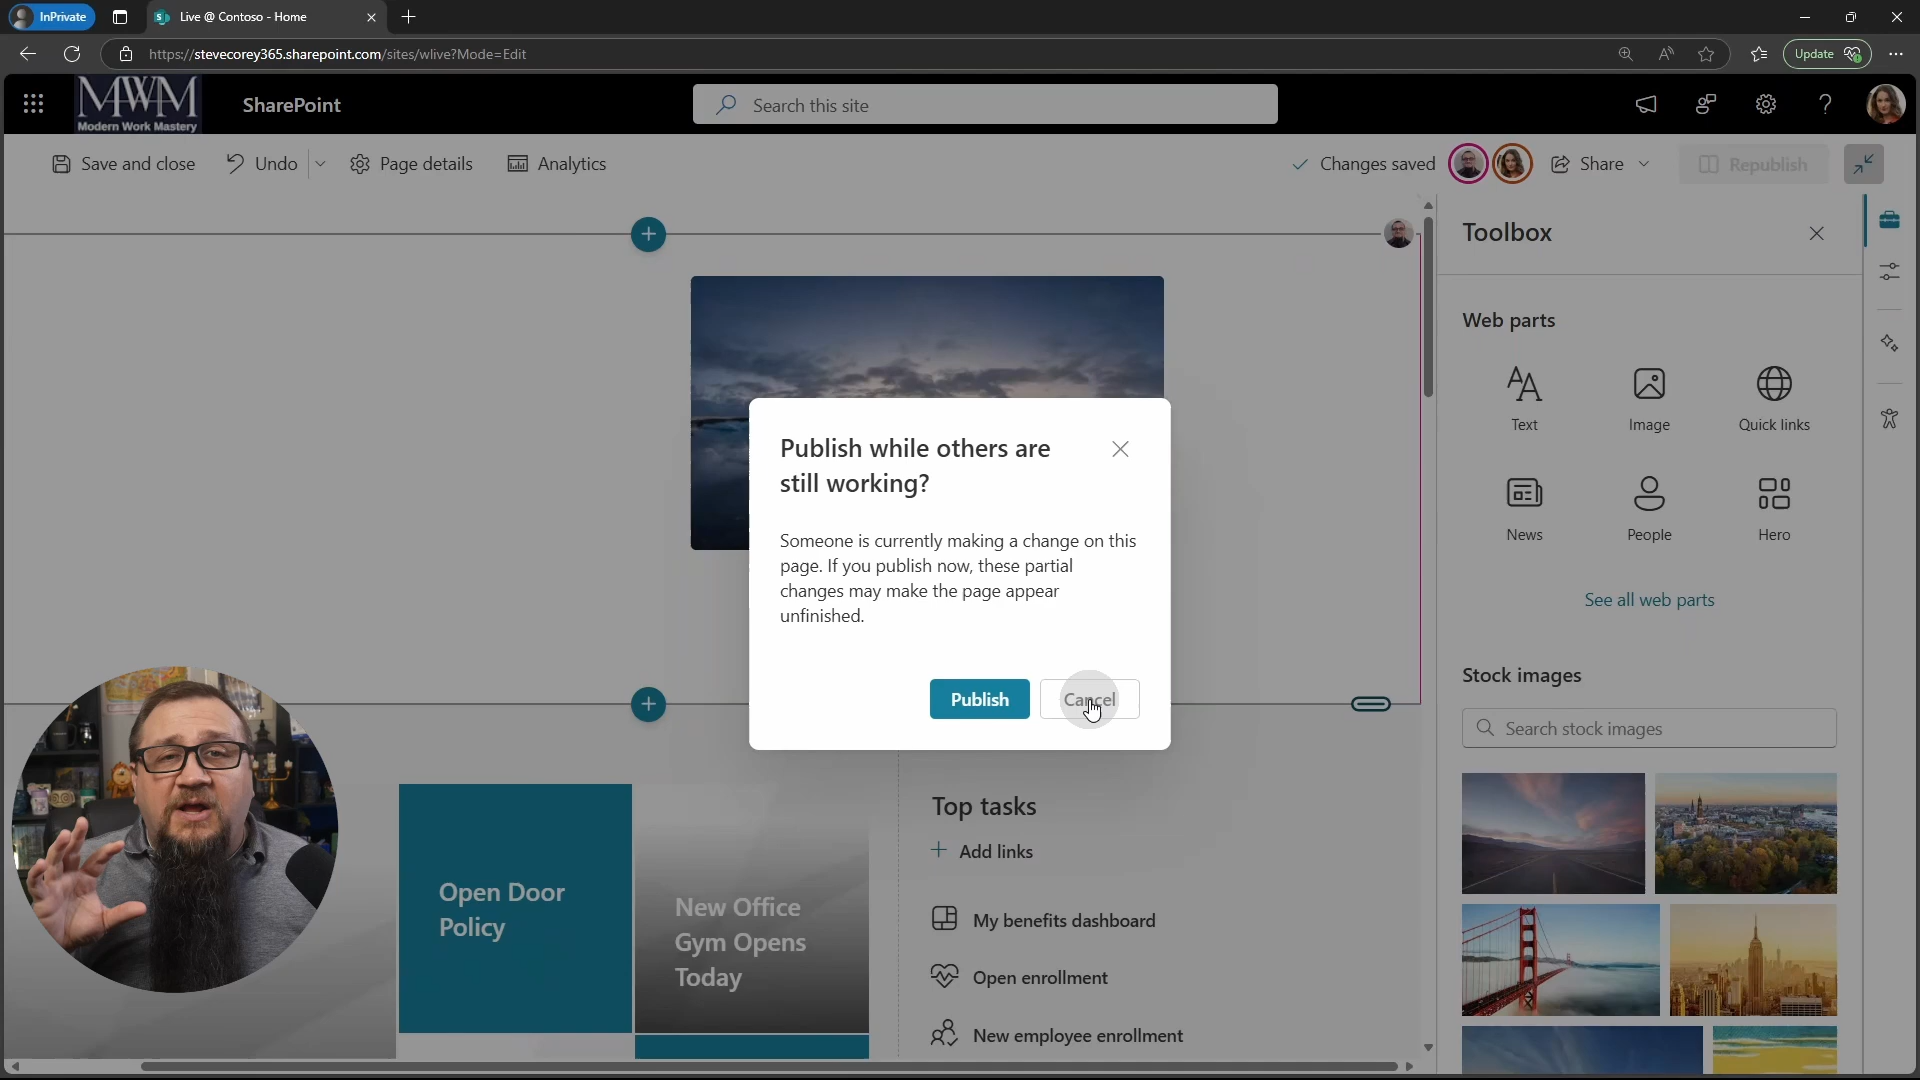 InPrivate
Live @ Contoso - Home
https://stevecorey365.sharepoint.com/sites/wlive?Mode=Edit
Update
MWM
Modern Work Mastery
SharePoint
Search this site
Save and close
Undo
Page details
Analytics
Changes saved
Share
Republish
Toolbox
Web parts
Text
Image
Quick links
News
People
Hero
See all web parts
Stock images
Search stock images
Publish while others are
still working?
Someone is currently making a change on this
page. If you publish now, these partial
changes may make the page appear
unfinished.
Publish
Cancel
Open Door
Policy
New Office
Gym Opens
Today
Top tasks
Add links
My benefits dashboard
Open enrollment
New employee enrollment